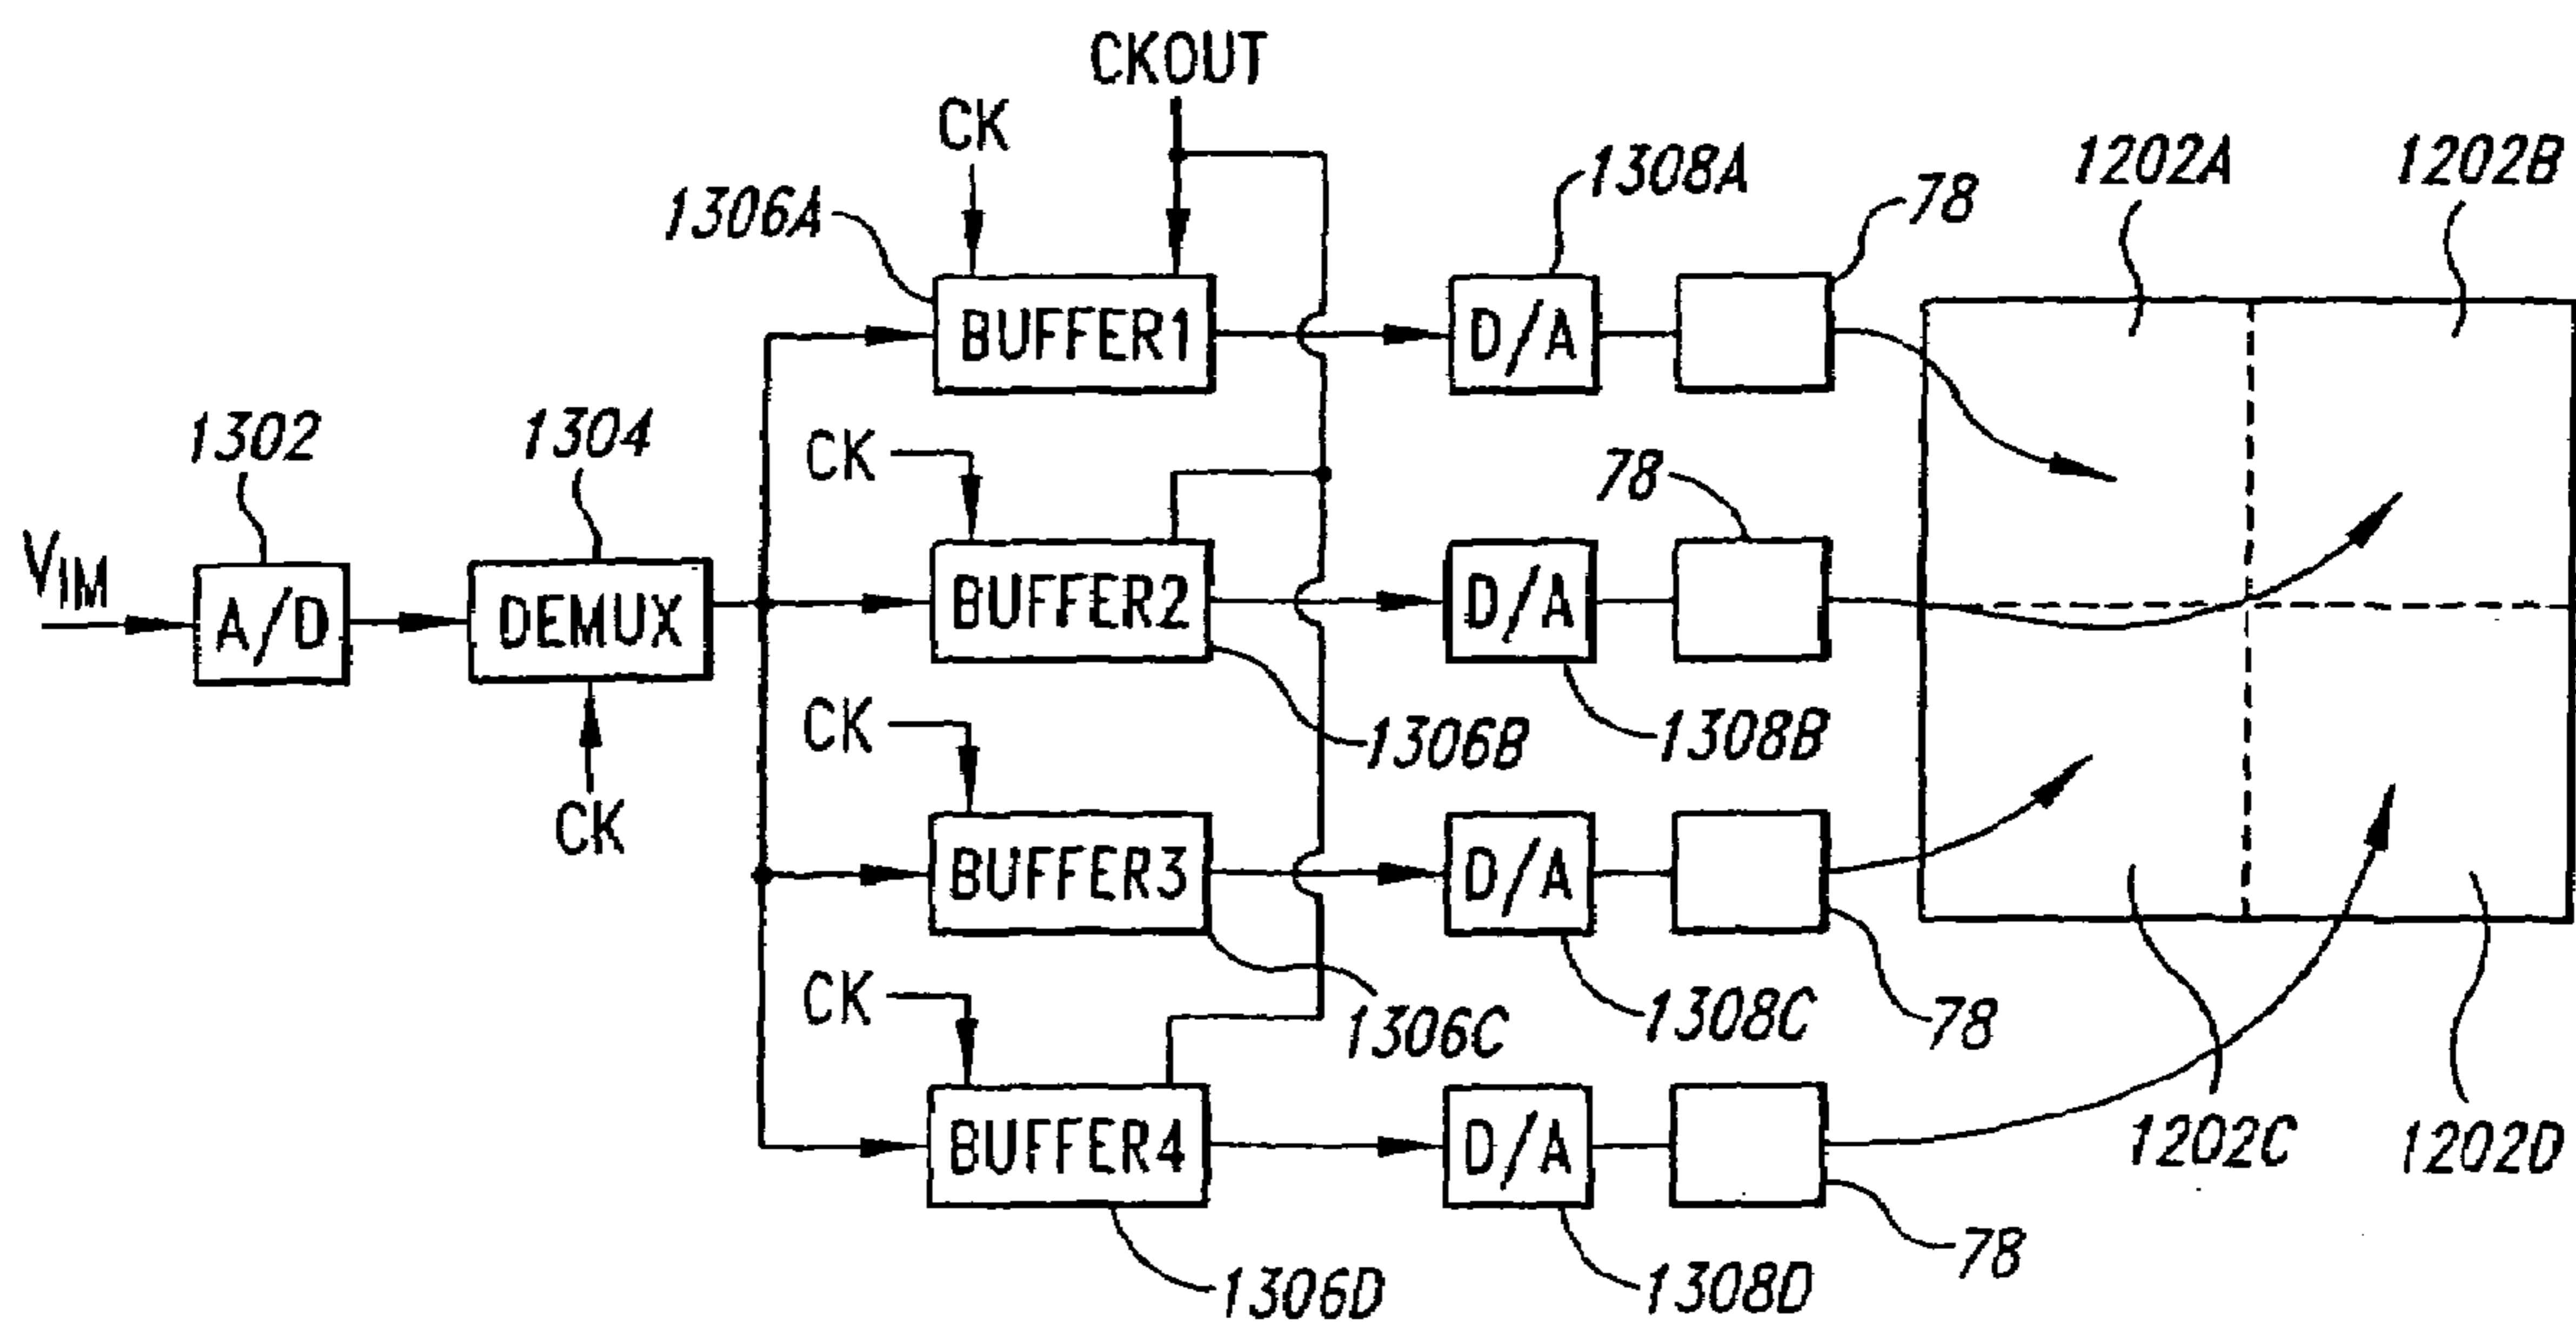 CKOUT
CK
1306A
1308A
78
1202A
1202B
BUFFER1
D/A
1302
1304
CK
78
VIM
A/D
DEMUX
BUFFER2
D/A
CK
CK
1306B
1308B
BUFFER3
D/A
CK
1306C
1308C
78
BUFFER4
D/A
1202C
1202D
78
1306D
1308D